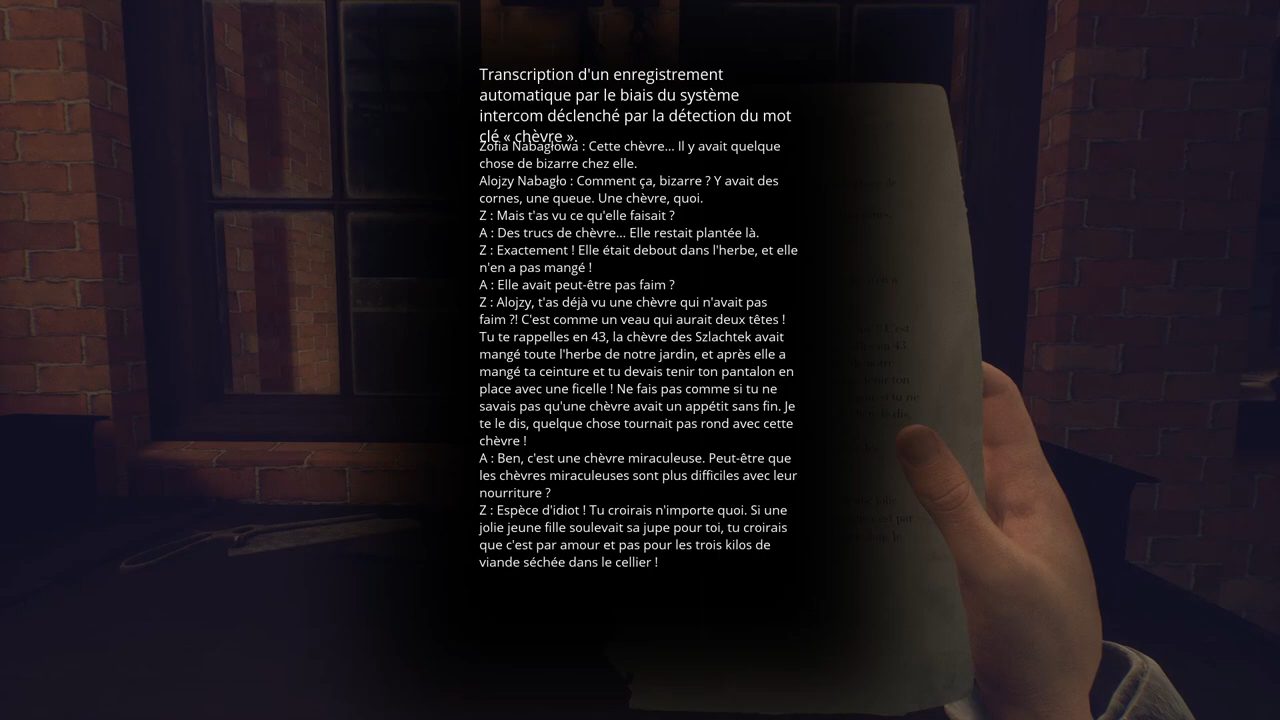 Transcription d'un enregistrement
automatique par le biais du système
intercom déclenché par la détection du mot
clé « chèvre ».
Zofia Nabagłowa : Cette chèvre... Il y avait quelque
chose de bizarre chez elle.
Alojzy Nabagło : Comment ça, bizarre ? Y avait des
cornes, une queue. Une chèvre, quoi.
Z : Mais t'as vu ce qu'elle faisait ?
A : Des trucs de chèvre... Elle restait plantée là.
Z : Exactement ! Elle était debout dans l'herbe, et elle
n'en a pas mangé !
A : Elle avait peut-être pas faim ?
Z : Alojzy, t'as déjà vu une chèvre qui n'avait pas
faim ?! C'est comme un veau qui aurait deux têtes !
Tu te rappelles en 43, la chèvre des Szlachtek avait
mangé toute l'herbe de notre jardin, et après elle a
mangé ta ceinture et tu devais tenir ton pantalon en
place avec une ficelle ! Ne fais pas comme si tu ne
savais pas qu'une chèvre avait un appétit sans fin. Je
te le dis, quelque chose tournait pas rond avec cette
chèvre !
A : Ben, c'est une chèvre miraculeuse. Peut-être que
les chèvres miraculeuses sont plus difficiles avec leur
nourriture ?
Z : Espèce d'idiot ! Tu croirais n'importe quoi. Si une
jolie jeune fille soulevait sa jupe pour toi, tu croirais
que c'est par amour et pas pour les trois kilos de
viande séchée dans le cellier !